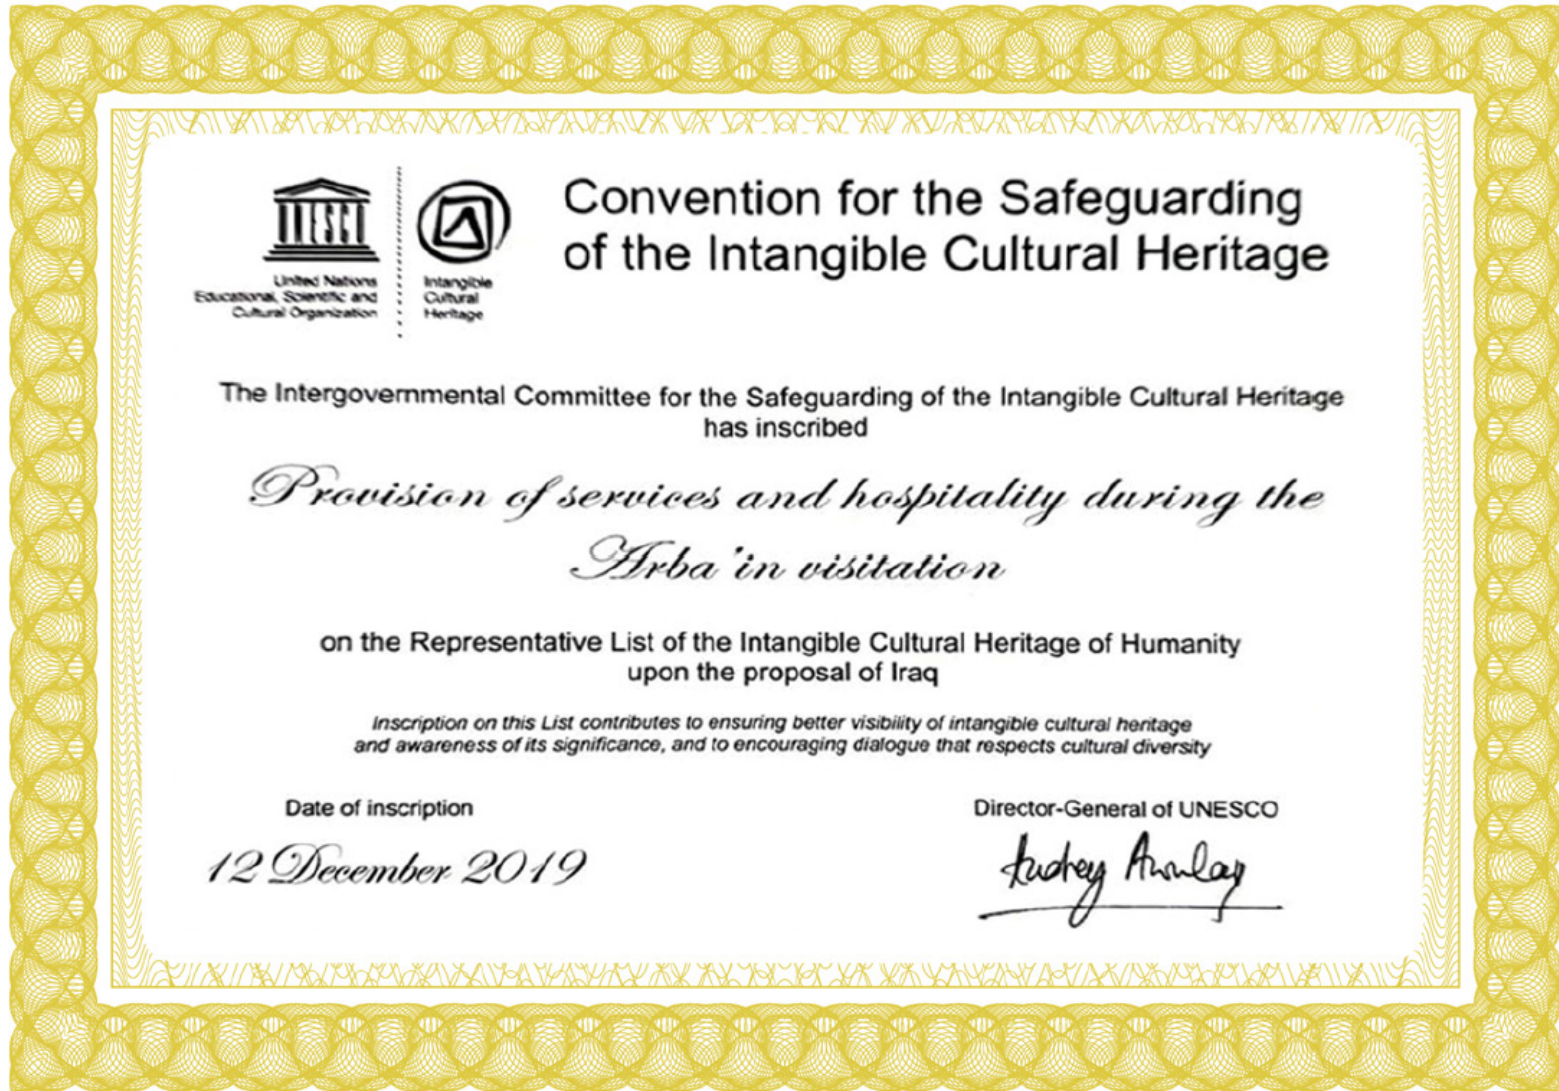 UNESCO
United Nations
Educational, Scientific and
Cultural Organization
Intangible
Cultural
Heritage
Convention for the Safeguarding
of the Intangible Cultural Heritage
The Intergovernmental Committee for the Safeguarding of the Intangible Cultural Heritage
has inscribed
Provision of services and hospitality during the
Arba'in visitation
on the Representative List of the Intangible Cultural Heritage of Humanity
upon the proposal of Iraq
Inscription on this List contributes to ensuring better visibility of intangible cultural heritage
and awareness of its significance, and to encouraging dialogue that respects cultural diversity
Date of inscription
12 December 2019
Director-General of UNESCO
Audrey Azoulay